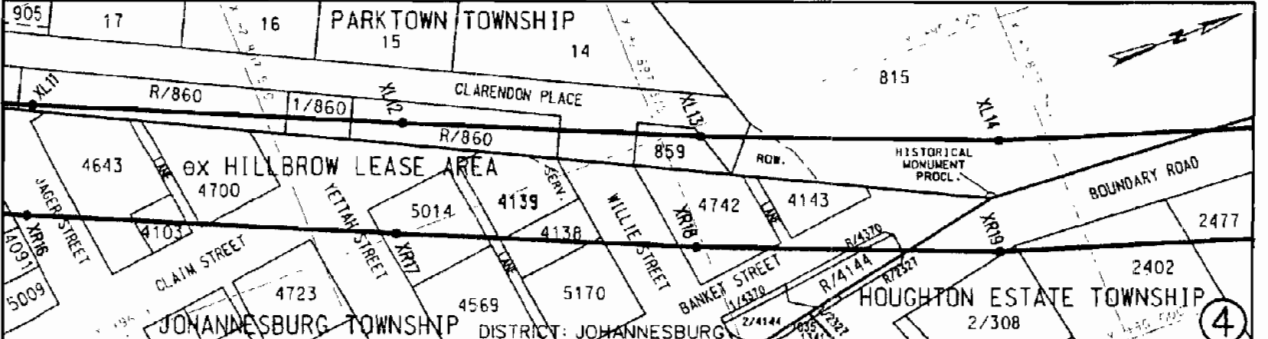 905
17
16
PARKTOWN TOWNSHIP
15
14
N
815
CLARENDON PLACE
XL11
R/860
1/860
XL12
R/860
XL13
859
ROW.
XL14
HISTORICAL
MONUMENT
PROCL.
BOUNDARY ROAD
4643
LANE
ex HILLBROW LEASE AREA
4700
JAGER STREET
4103
YETTAH STREET
5014
4139
SERV.
4138
WILLIE STREET
4742
LANE
4143
2477
XR16
4091
5009
CLAIM STREET
XR17
LANE
XR18
R/4370
XR19
4723
4569
5170
BANKET STREET
1/4370
R/4144
R/2327
2402
JOHANNESBURG TOWNSHIP
DISTRICT: JOHANNESBURG
2/4144
2/2327
HOUGHTON ESTATE TOWNSHIP
2/308
4